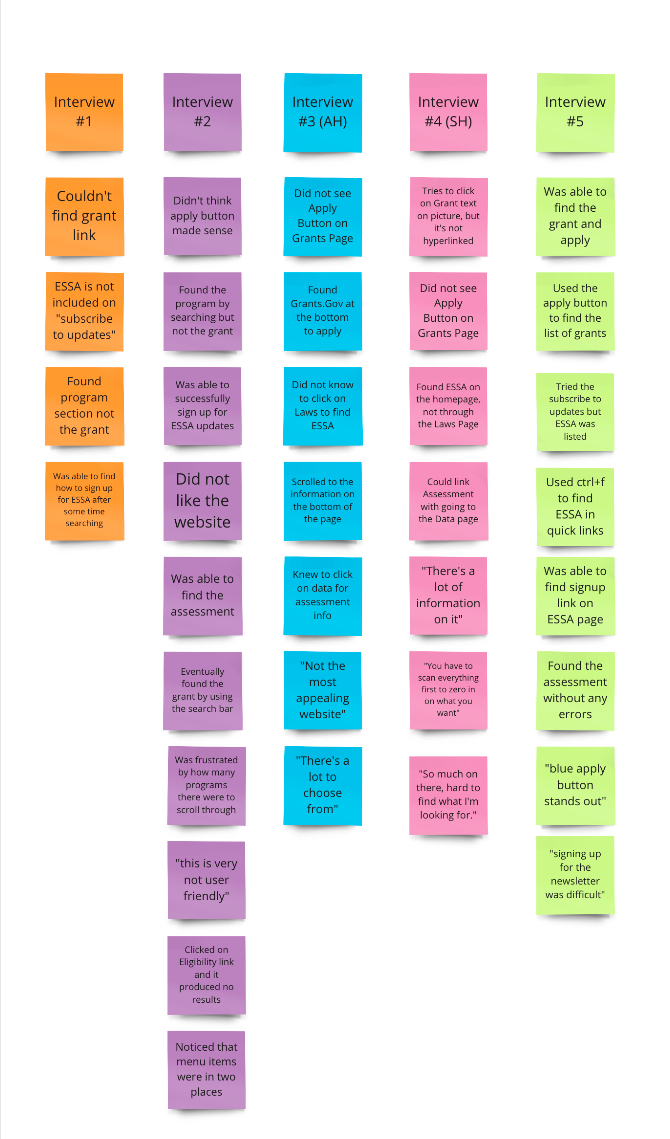 Interview
#1
Couldn't
find grant
link
ESSA is not
included on
"subscribe
to updates"
Found
program
section not
the grant
Was able to find
how to sign up
for ESSA after
some time
searching
Interview
#2
Didn't think
apply button
made sense
Found the
program by
searching but
not the grant
Was able to
successfully
sign up for
ESSA updates
Did not
like the
website
Was able to
find the
assessment
Eventually
found the
grant by using
the search bar
Was frustrated
by how many
programs
there were to
scroll through
"this is very
not user
friendly"
Clicked on
Eligibility link
and it
produced no
results
Noticed that
menu items
were in two
places
Interview
#3 (AH)
Did not see
Apply
Button on
Grants Page
Found
Grants.Gov at
the bottom
to apply
Did not know
to click on
Laws to find
ESSA
Scrolled to the
information on
the bottom of
the page
Knew to click
on data for
assessment
info
"Not the
most
appealing
website"
"There's a
lot to
choose
from"
Interview
#4 (SH)
Tries to click
on Grant text
on picture, but
it's not
hyperlinked
Did not see
Apply
Button on
Grants Page
Found ESSA on
the homepage,
not through
the Laws Page
Could link
Assessment
with going to
the Data page
"There's a
lot of
information
on it"
"You have to
scan everything
first to zero in
on what you
want"
"So much on
there, hard to
find what I'm
looking for."
Interview
#5
Was able to
find the
grant and
apply
Used the
apply button
to find the
list of grants
Tried the
subscribe to
updates but
ESSA was
listed
Used ctrl+f
to find
ESSA in
quick links
Was able to
find signup
link on
ESSA page
Found the
assessment
without any
errors
"blue apply
button
stands out"
"signing up
for the
newsletter
was difficult"